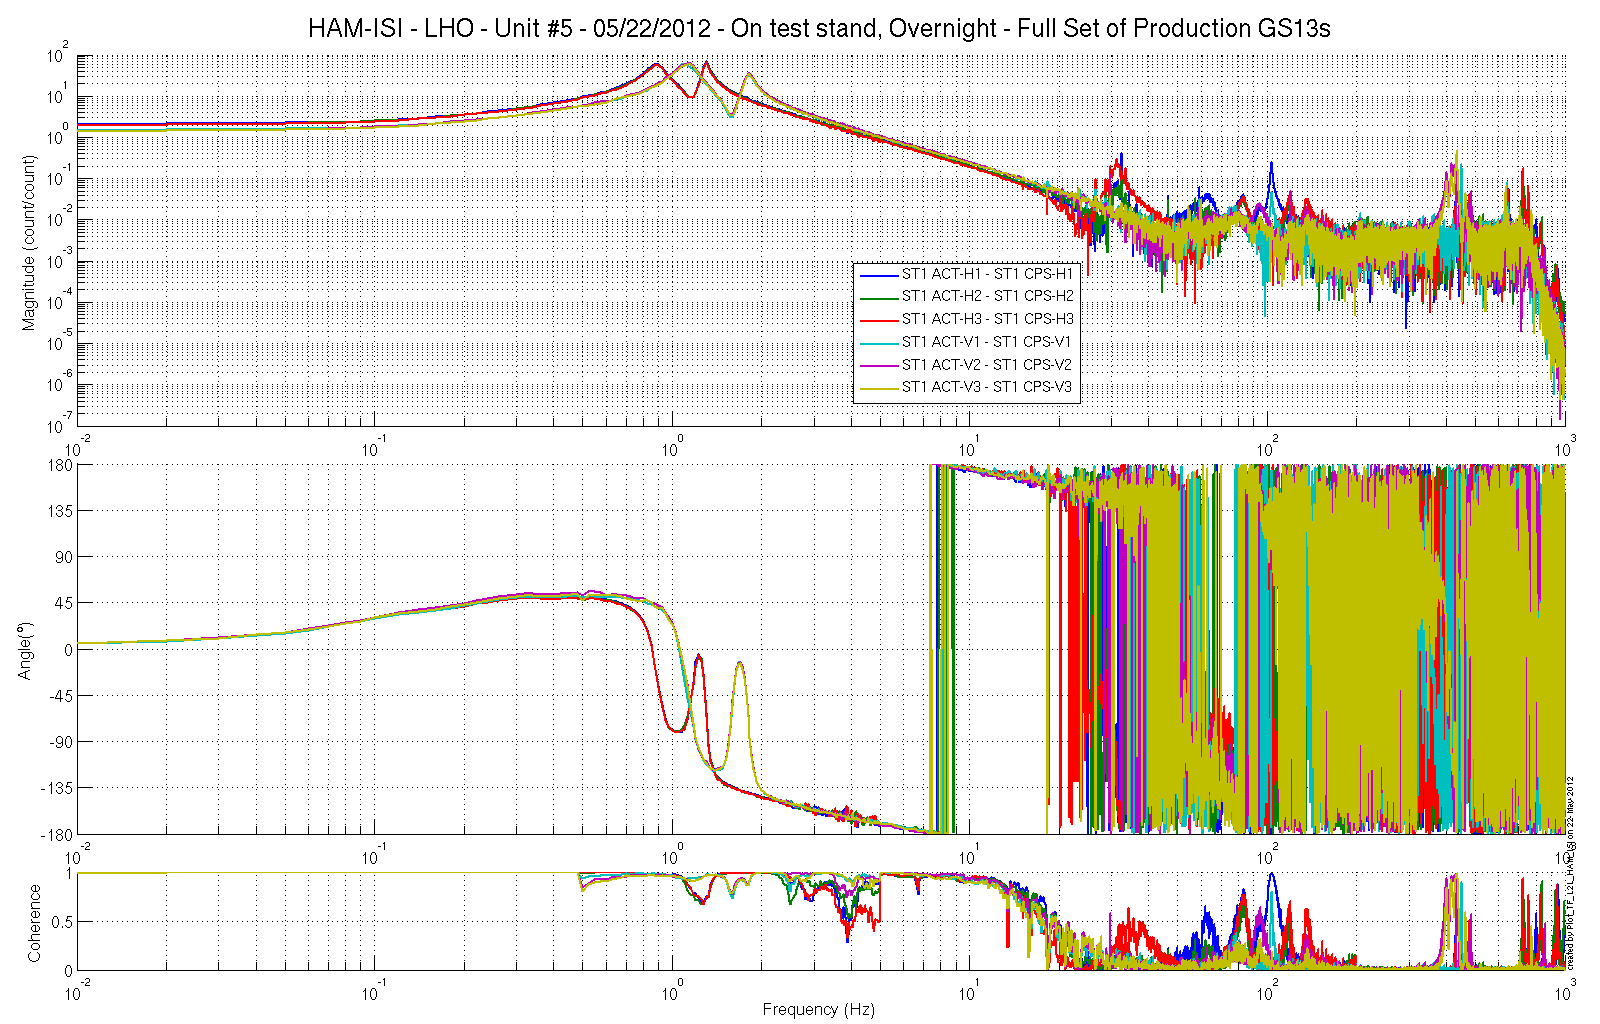 HAM-ISI - LHO - Unit #5 - 05/22/2012 - On test stand, Overnight - Full Set of Production GS13s
Magnitude (count/count)
10^2
10^1
10^0
10^-1
10^-2
10^-3
10^-4
10^-5
10^-6
10^-7
ST1 ACT-H1 - ST1 CPS-H1
ST1 ACT-H2 - ST1 CPS-H2
ST1 ACT-H3 - ST1 CPS-H3
ST1 ACT-V1 - ST1 CPS-V1
ST1 ACT-V2 - ST1 CPS-V2
ST1 ACT-V3 - ST1 CPS-V3
10^-2 10^-1 10^0 10^1 10^2 10^3
Angle(°)
180
135
90
45
0
-45
-90
-135
-180
10^-2 10^-1 10^0 10^1 10^2 10^3
Coherence
1
0.5
0
10^-2 10^-1 10^0 10^1 10^2 10^3
Frequency (Hz)